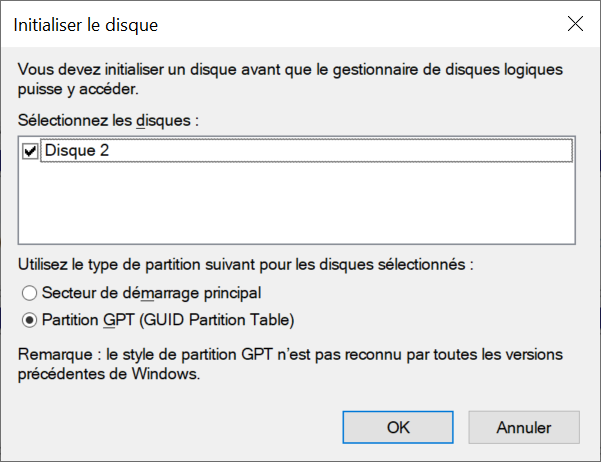 Initialiser le disque
Vous devez initialiser un disque avant que le gestionnaire de disques logiques
puisse y accéder.
Sélectionnez les disques :
Disque 2
Utilisez le type de partition suivant pour les disques sélectionnés :
Secteur de démarrage principal
Partition GPT (GUID Partition Table)
Remarque : le style de partition GPT n'est pas reconnu par toutes les versions
précédentes de Windows.
OK
Annuler